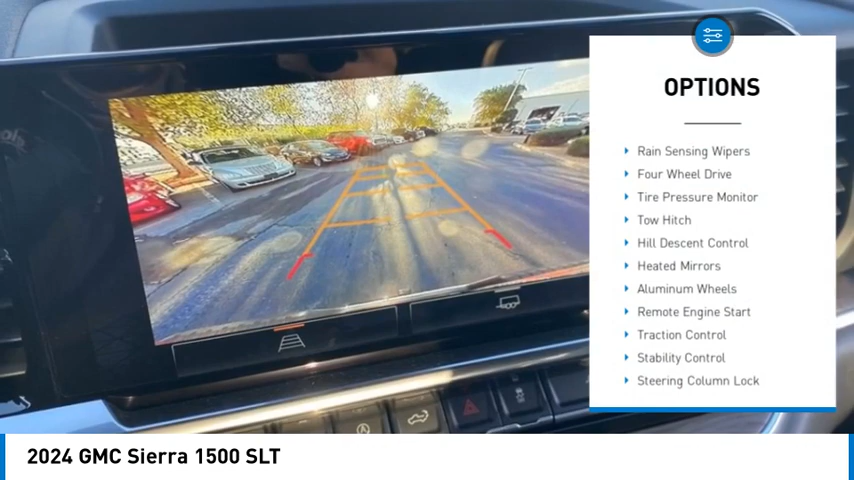 OPTIONS
Rain Sensing Wipers
Four Wheel Drive
Tire Pressure Monitor
Tow Hitch
Hill Descent Control
Heated Mirrors
Aluminum Wheels
Remote Engine Start
Traction Control
Stability Control
Steering Column Lock
2024 GMC Sierra 1500 SLT